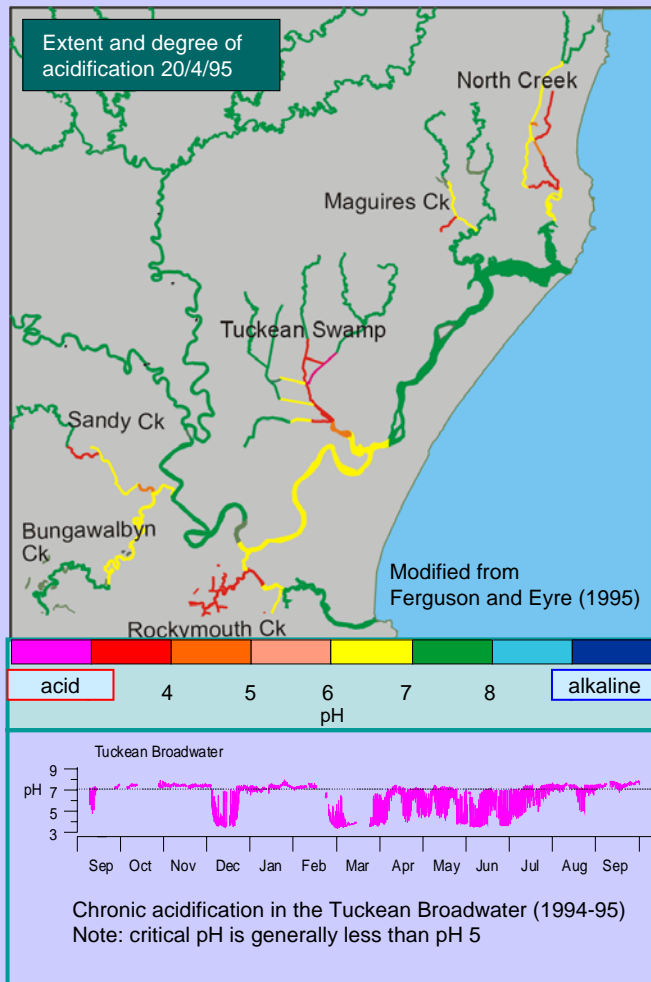 Extent and degree of
acidification 20/4/95
North Creek
Maguires Ck
Tuckean Swamp
Sandy Ck
Bungawalbyn
Ck
Rockymouth Ck
Modified from
Ferguson and Eyre (1995)
acid 4 5 6 7 8 alkaline
pH
Tuckean Broadwater
9
pH 7
5
3
Sep Oct Nov Dec Jan Feb Mar Apr May Jun Jul Aug Sep
Chronic acidification in the Tuckean Broadwater (1994-95)
Note: critical pH is generally less than pH 5